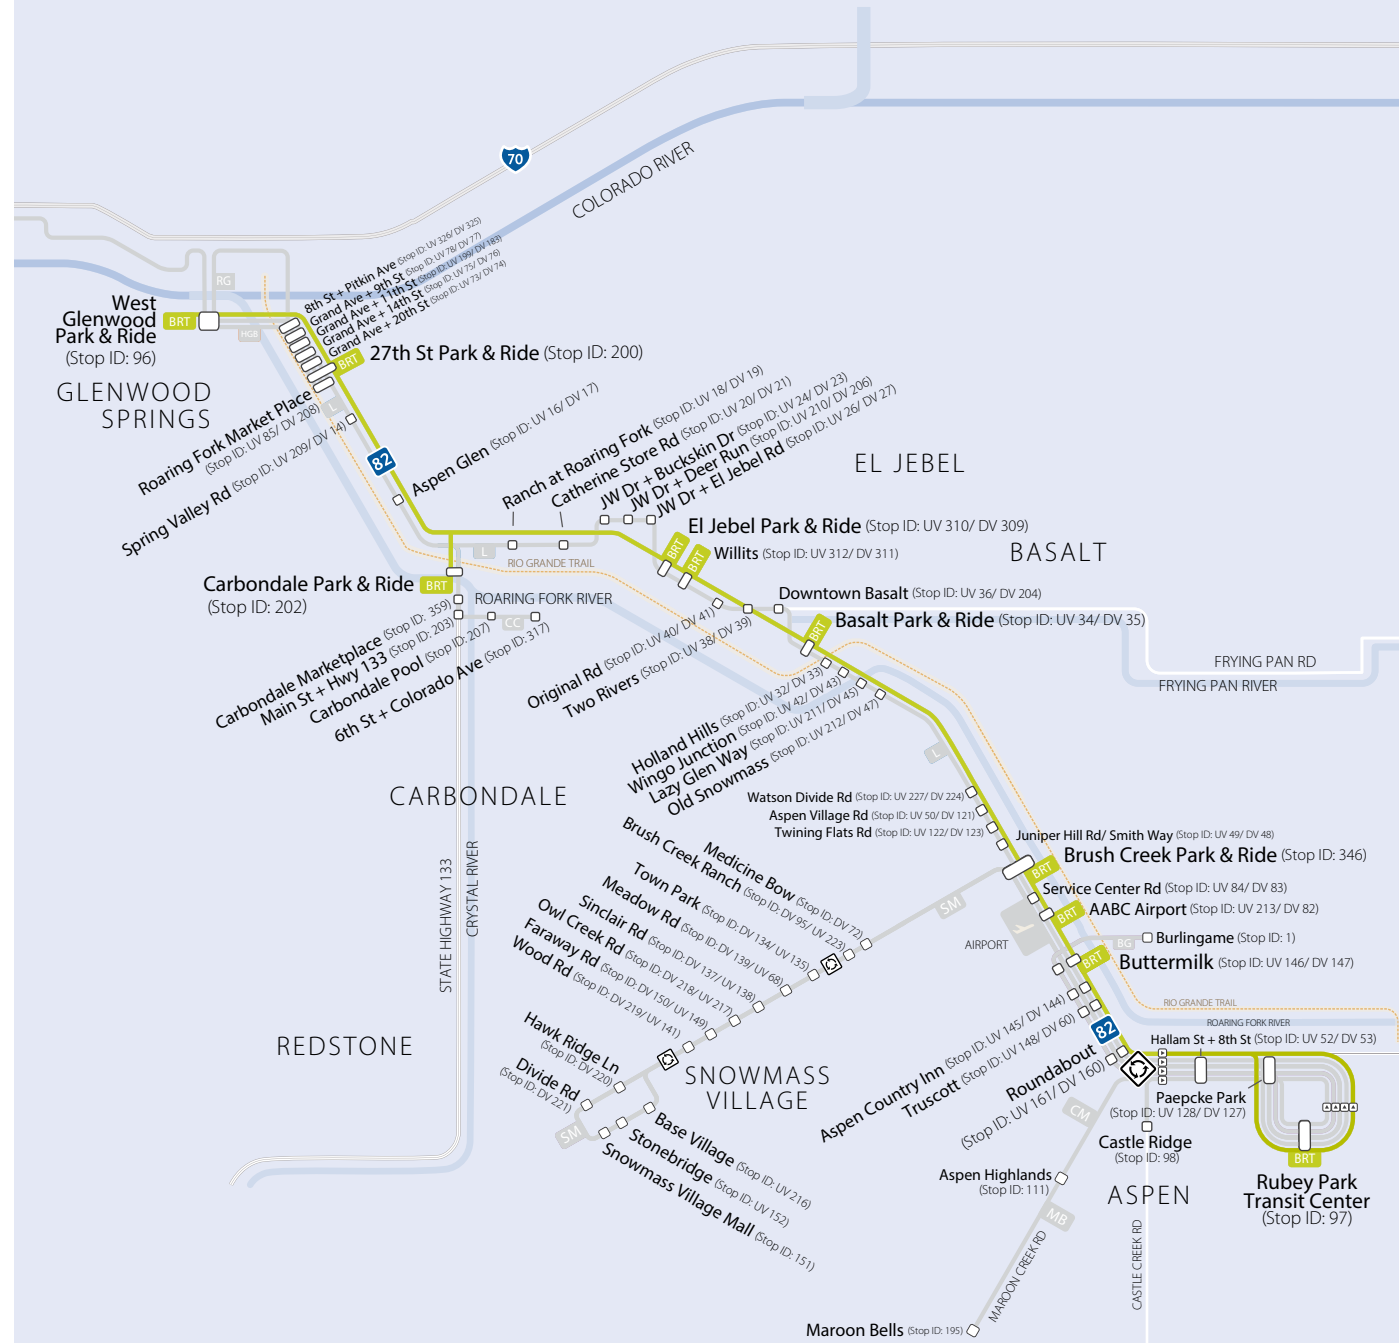 70
COLORADO RIVER
RG
HGB
8th St + Pitkin Ave (Stop ID: UV 326/ DV 325)
Grand Ave + 9th St (Stop ID: UV 78/ DV 77)
Grand Ave + 11th St (Stop ID: UV 199/ DV 183)
Grand Ave + 14th St (Stop ID: UV 75/ DV 76)
Grand Ave + 20th St (Stop ID: UV 73/ DV 74)
West
Glenwood
Park & Ride
(Stop ID: 96)
BRT
BRT
27th St Park & Ride (Stop ID: 200)
GLENWOOD
SPRINGS
Roaring Fork Market Place
(Stop ID: UV 85/ DV 208)
L
Spring Valley Rd (Stop ID: UV 209/ DV 14)
82
Aspen Glen (Stop ID: UV 16/ DV 17)
Ranch at Roaring Fork (Stop ID: UV 18/ DV 19)
Catherine Store Rd (Stop ID: UV 20/ DV 21)
JW Dr + Buckskin Dr (Stop ID: UV 24/ DV 23)
JW Dr + Deer Run (Stop ID: UV 210/ DV 206)
JW Dr + El Jebel Rd (Stop ID: UV 26/ DV 27)
EL JEBEL
El Jebel Park & Ride (Stop ID: UV 310/ DV 309)
BRT
BRT
Willits (Stop ID: UV 312/ DV 311)
BASALT
L
RIO GRANDE TRAIL
Carbondale Park & Ride
(Stop ID: 202)
BRT
ROARING FORK RIVER
CC
Downtown Basalt (Stop ID: UV 36/ DV 204)
BRT
Basalt Park & Ride (Stop ID: UV 34/ DV 35)
FRYING PAN RD
FRYING PAN RIVER
Carbondale Marketplace (Stop ID: 359)
Main St + Hwy 133 (Stop ID: 203)
Carbondale Pool (Stop ID: 207)
6th St + Colorado Ave (Stop ID: 317)
Original Rd (Stop ID: UV 40/ DV 41)
Two Rivers (Stop ID: UV 38/ DV 39)
Holland Hills (Stop ID: UV 32/ DV 33)
Wingo Junction (Stop ID: UV 42/ DV 43)
Lazy Glen Way (Stop ID: UV 211/ DV 45)
Old Snowmass (Stop ID: UV 212/ DV 47)
L
CARBONDALE
STATE HIGHWAY 133
CRYSTAL RIVER
REDSTONE
Watson Divide Rd (Stop ID: UV 227/ DV 224)
Aspen Village Rd (Stop ID: UV 50/ DV 121)
Twining Flats Rd (Stop ID: UV 122/ DV 123)
Juniper Hill Rd/ Smith Way (Stop ID: UV 49/ DV 48)
BRT
Brush Creek Park & Ride (Stop ID: 346)
Service Center Rd (Stop ID: UV 84/ DV 83)
BRT
AABC Airport (Stop ID: UV 213/ DV 82)
AIRPORT
BG
Burlingame (Stop ID: 1)
BRT
Buttermilk (Stop ID: UV 146/ DV 147)
SM
Medicine Bow (Stop ID: DV 72)
Brush Creek Ranch (Stop ID: DV 95/ UV 223)
Town Park (Stop ID: DV 134/ UV 135)
Meadow Rd (Stop ID: DV 139/ UV 68)
Sinclair Rd (Stop ID: DV 137/ UV 138)
Owl Creek Rd (Stop ID: DV 218/ UV 217)
Faraway Rd (Stop ID: DV 150/ UV 149)
Wood Rd (Stop ID: DV 219/ UV 141)
Hawk Ridge Ln
(Stop ID: DV 220)
Divide Rd
(Stop ID: DV 221)
SM
SNOWMASS
VILLAGE
Base Village (Stop ID: UV 216)
Stonebridge (Stop ID: UV 152)
Snowmass Village Mall (Stop ID: 151)
Aspen Country Inn (Stop ID: UV 145/ DV 144)
Truscott (Stop ID: UV 148/ DV 60)
82
Roundabout
(Stop ID: UV 161/ DV 160)
RIO GRANDE TRAIL
ROARING FORK RIVER
Hallam St + 8th St (Stop ID: UV 52/ DV 53)
Paepcke Park
(Stop ID: UV 128/ DV 127)
CM
Castle Ridge
(Stop ID: 98)
BRT
Rubey Park
Transit Center
(Stop ID: 97)
Aspen Highlands
(Stop ID: 111)
ASPEN
MB
MAROON CREEK RD
CASTLE CREEK RD
Maroon Bells (Stop ID: 195)